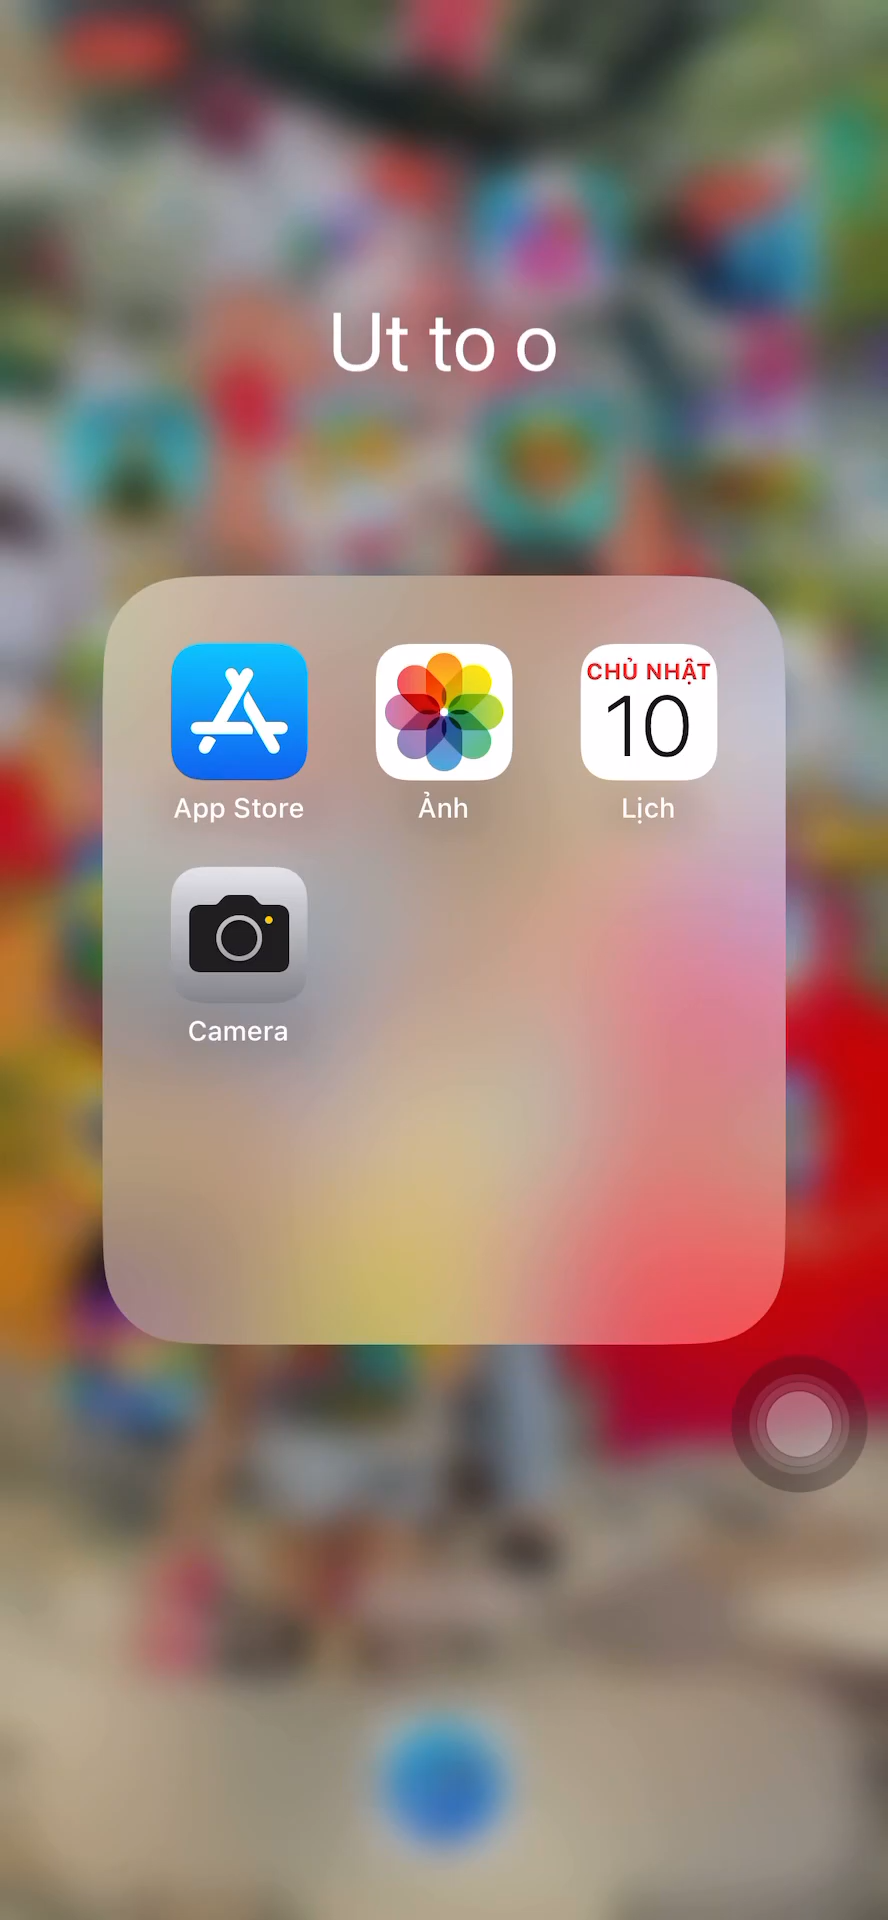 Ut to o
CHỦ NHẬT
10
App Store
Ảnh
Lịch
Camera